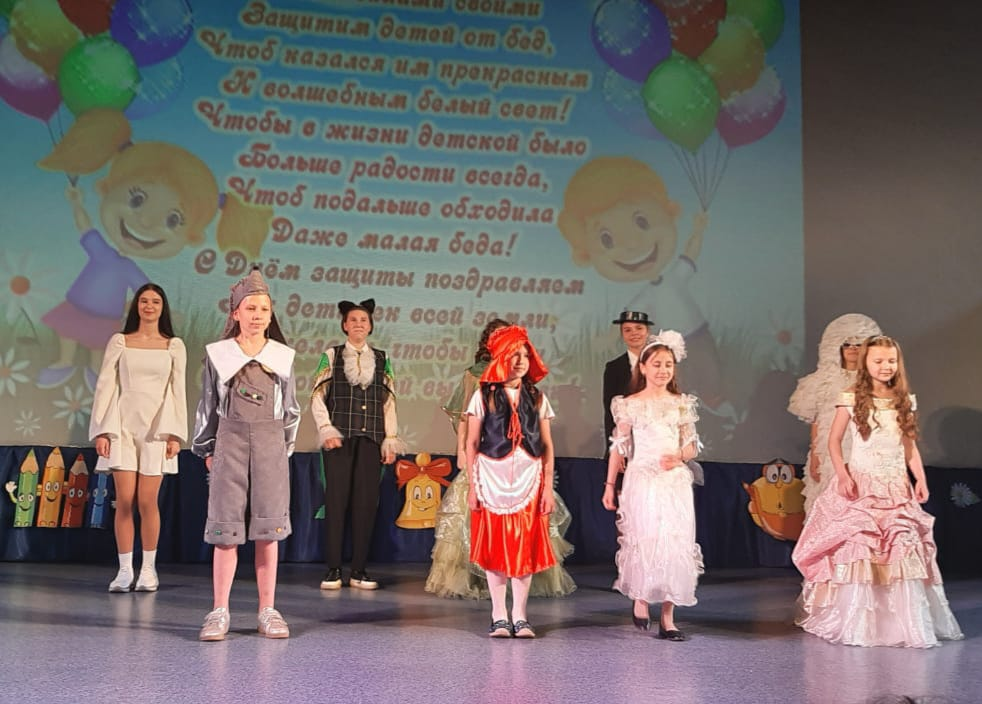 своими
Защитим детей от бед,
Чтоб казался им прекрасным
И волшебным белый свет!
Чтобы в жизни детской было
Больше радости всегда,
Чтоб подальше обходила
Даже малая беда!
С Днём защиты поздравляем
всей земли,
чтобы